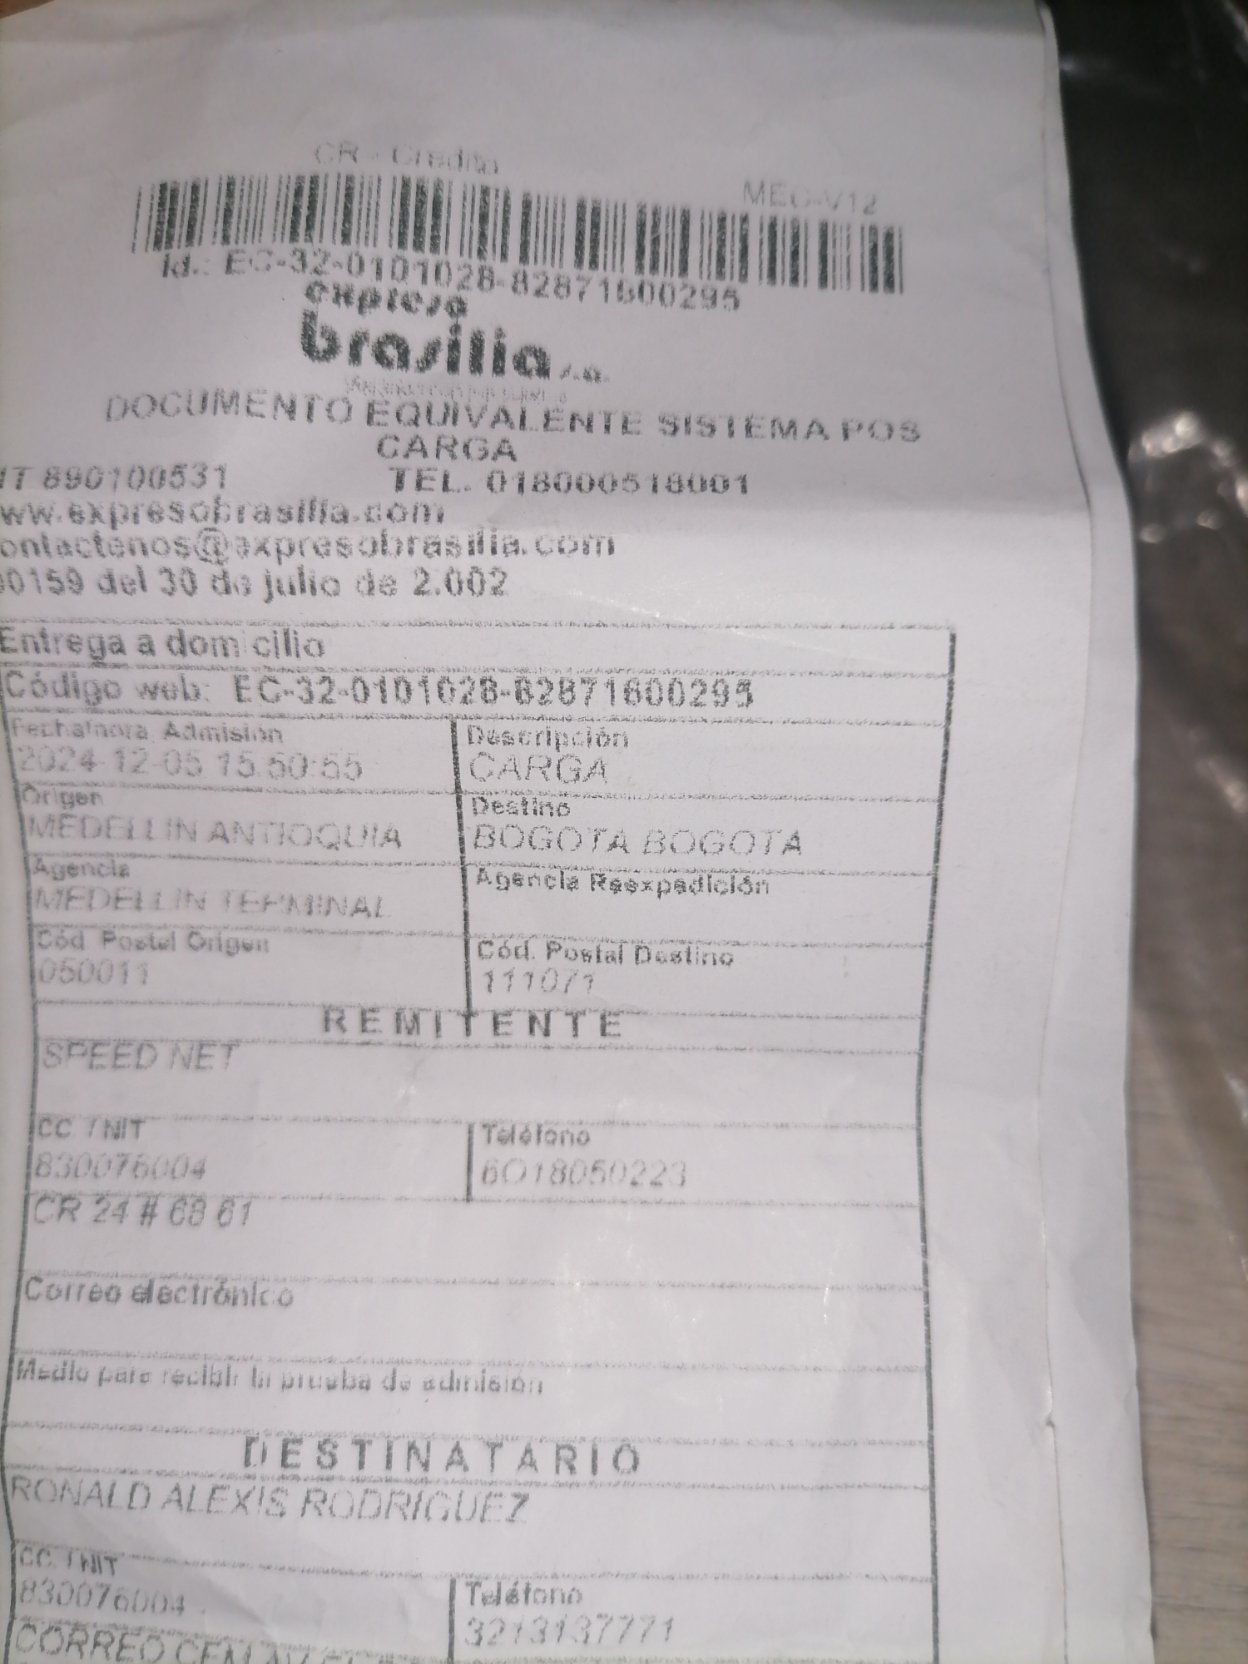 CR - Crédito
MEC-V12
Id.: EC-32-0101028-82871600295
expreso
brasilia s.a.
DOCUMENTO EQUIVALENTE SISTEMA POS
CARGA
IT 890100531 TEL. 018000518001
ww.expresobrasilia.com
ontactenos@expresobrasilia.com
00159 del 30 de julio de 2.002
Entrega a domicilio
Código web: EC-32-0101028-82871600295
Fecha/hora Admisión Descripción
2024-12-05 15:50:55 CARGA
Origen Destino
MEDELLIN ANTIOQUIA BOGOTA BOGOTA
Agencia Agencia Reexpedición
MEDELLIN TERMINAL
Cód. Postal Origen Cód. Postal Destino
050011 111071
REMITENTE
SPEED NET
CC / NIT Teléfono
830076004 6O18050223
CR 24 # 68 61
Correo electrónico
Medio para recibir la prueba de admisión
DESTINATARIO
RONALD ALEXIS RODRIGUEZ
CC / NIT Teléfono
830076004 3213137771
CORREO